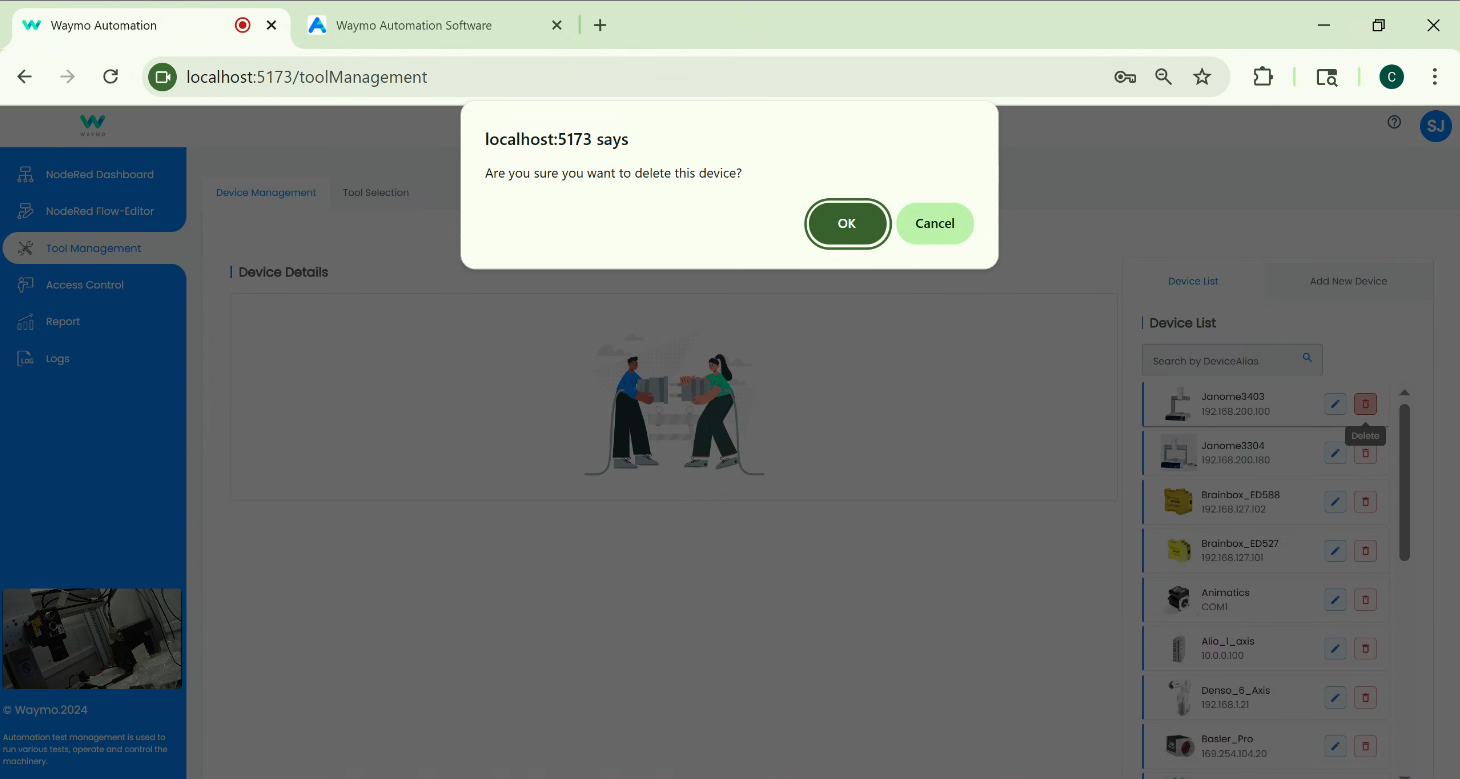 Waymo Automation
Waymo Automation Software
localhost:5173/toolManagement
C
WAYMO
SJ
localhost:5173 says
Are you sure you want to delete this device?
OK
Cancel
NodeRed Dashboard
NodeRed Flow-Editor
Tool Management
Access Control
Report
LOG
Logs
© Waymo.2024
Automation test management is used to
run various tests, operate and control the
machinery.
Device Management
Tool Selection
Device Details
Device List
Add New Device
Device List
Search by DeviceAlias
Janome3403
192.168.200.100
Delete
Janome3304
192.168.200.180
Brainbox_ED588
192.168.127.102
Brainbox_ED527
192.168.127.101
Animatics
COM1
Alio_1_axis
10.0.0.100
Denso_6_Axis
192.168.1.21
Basler_Pro
169.254.104.20